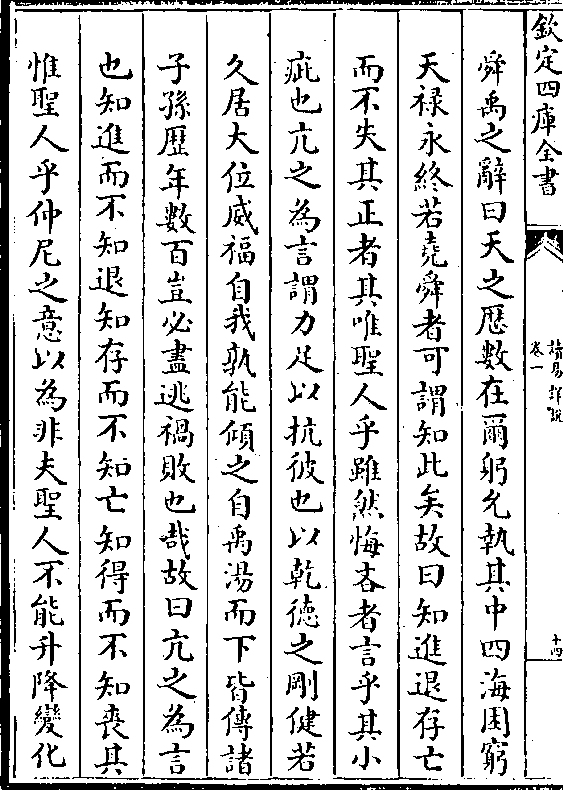 欽定四庫全書
讀易詳説
卷一
十四
舜禹之辭曰天之厯數在爾躬允執其中四海困窮
天禄永終若堯舜者可謂知此矣故曰知進退存亡
而不失其正者其唯聖人乎雖然悔吝者言乎其小
疵也亢之為言謂力足以抗彼也以乾德之剛健若
久居大位威福自我孰能傾之自禹湯而下皆傳諸
子孫歷年數百豈必盡逃禍敗也哉故曰亢之為言
也知進而不知退知存而不知亡知得而不知喪其
惟聖人乎仲尼之意以為非夫聖人不能升降變化